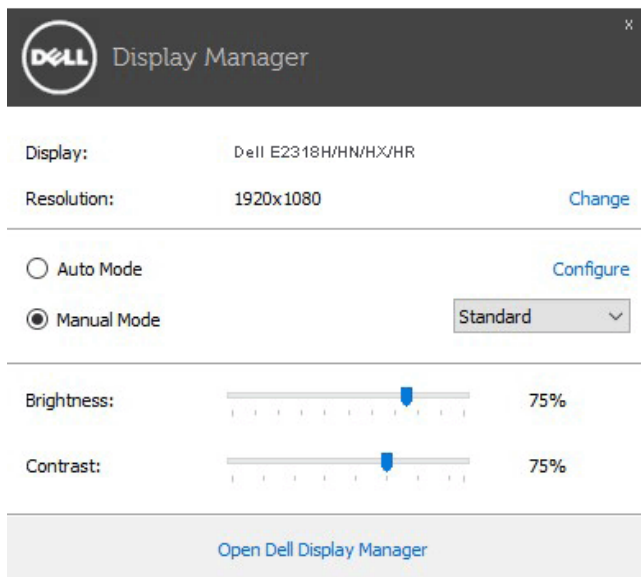 DELL Display Manager x
Display: Dell E2318H/HN/HX/HR
Resolution: 1920x1080 Change
Auto Mode Configure
Manual Mode Standard
Brightness: 75%
Contrast: 75%
Open Dell Display Manager